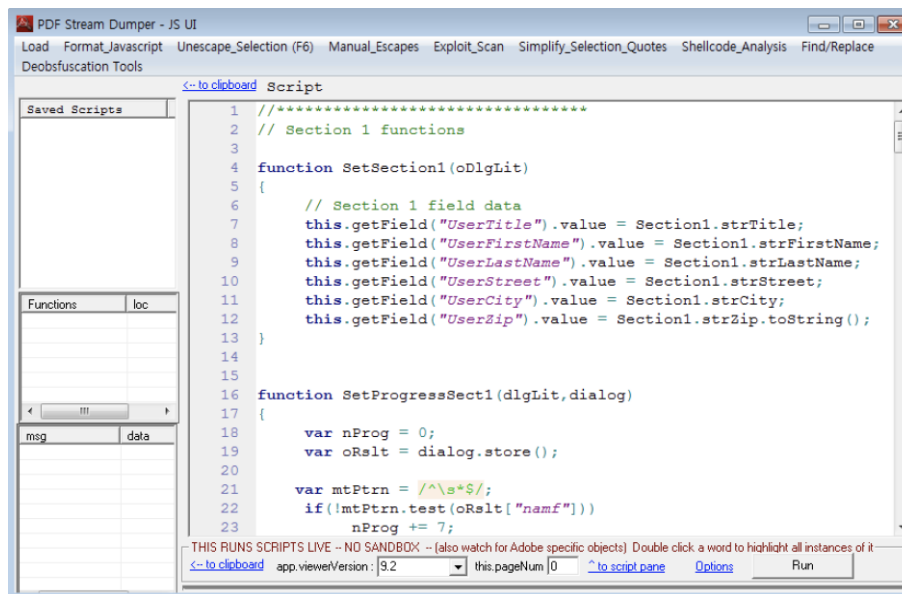 PDF Stream Dumper - JS UI
Load Format_Javascript Unescape_Selection (F6) Manual_Escapes Exploit_Scan Simplify_Selection_Quotes Shellcode_Analysis Find/Replace
Deobsfuscation Tools
<-- to clipboard Script
Saved Scripts
1 //*********************************
2 // Section 1 functions
3
4 function SetSection1(oDlgLit)
5 {
6 // Section 1 field data
7 this.getField("UserTitle").value = Section1.strTitle;
8 this.getField("UserFirstName").value = Section1.strFirstName;
9 this.getField("UserLastName").value = Section1.strLastName;
10 this.getField("UserStreet").value = Section1.strStreet;
11 this.getField("UserCity").value = Section1.strCity;
12 this.getField("UserZip").value = Section1.strZip.toString();
13 }
14
15
16 function SetProgressSect1(dlgLit,dialog)
17 {
18 var nProg = 0;
19 var oRslt = dialog.store();
20
21 var mtPtrn = /^\s*$/;
22 if(!mtPtrn.test(oRslt["namf"]))
23 nProg += 7;
Functions loc
msg data
THIS RUNS SCRIPTS LIVE -- NO SANDBOX -- (also watch for Adobe specific objects) Double click a word to highlight all instances of it
<-- to clipboard app.viewerVersion : 9.2 this.pageNum 0 ^ to script pane Options Run